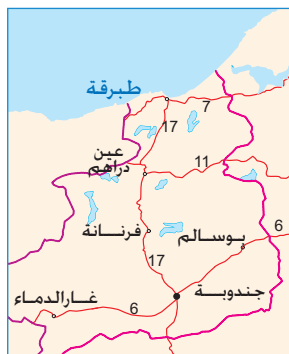 طبرقة
7
17
عين
دراهم
11
فرنانة
بوسالم
6
17
جندوبة
غارالدماء
6